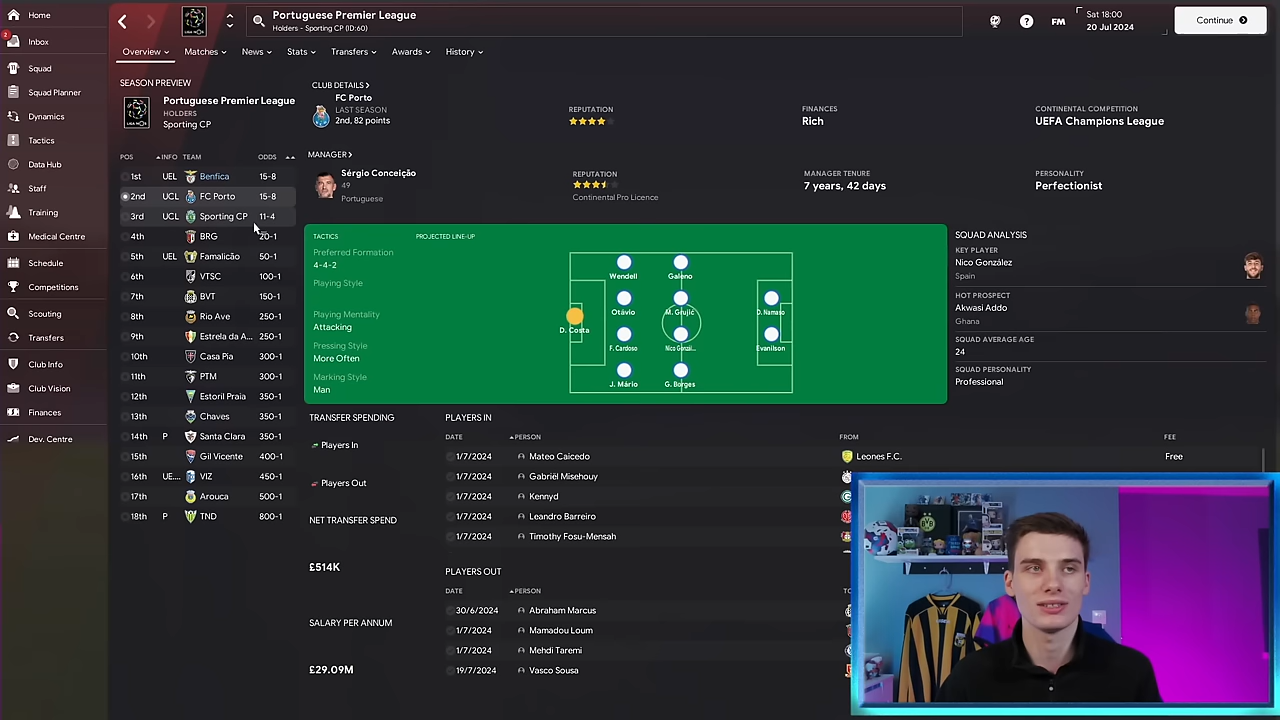 Home
2
Inbox
Squad
Squad Planner
Dynamics
Tactics
Data Hub
Staff
Training
Medical Centre
Schedule
Competitions
Scouting
Transfers
Club Info
Club Vision
Finances
Dev. Centre
Portuguese Premier League
Holders - Sporting CP (ID:60)
FM
Sat 18:00
20 Jul 2024
Continue
Overview
Matches
News
Stats
Transfers
Awards
History
SEASON PREVIEW
Portuguese Premier League
HOLDERS
Sporting CP
POS INFO TEAM ODDS
1st UEL Benfica 15-8
2nd UCL FC Porto 15-8
3rd UCL Sporting CP 11-4
4th BRG 20-1
5th UEL Famalicão 50-1
6th VTSC 100-1
7th BVT 150-1
8th Rio Ave 250-1
9th Estrela da A... 250-1
10th Casa Pia 300-1
11th PTM 300-1
12th Estoril Praia 350-1
13th Chaves 350-1
14th P Santa Clara 350-1
15th Gil Vicente 400-1
16th UE... VIZ 450-1
17th Arouca 500-1
18th P TND 800-1
CLUB DETAILS
FC Porto
LAST SEASON
2nd, 82 points
REPUTATION
FINANCES
Rich
CONTINENTAL COMPETITION
UEFA Champions League
MANAGER
Sérgio Conceição
49
Portuguese
REPUTATION
Continental Pro Licence
MANAGER TENURE
7 years, 42 days
PERSONALITY
Perfectionist
TACTICS
PROJECTED LINE-UP
Preferred Formation
4-4-2
Playing Style
Playing Mentality
Attacking
Pressing Style
More Often
Marking Style
Man
Wendell
Galeno
Otávio
M. Grujić
D. Namaso
D. Costa
F. Cardoso
Nico Gonzál...
Evanilson
J. Mário
G. Borges
SQUAD ANALYSIS
KEY PLAYER
Nico González
Spain
HOT PROSPECT
Akwasi Addo
Ghana
SQUAD AVERAGE AGE
24
SQUAD PERSONALITY
Professional
TRANSFER SPENDING
Players In
Players Out
NET TRANSFER SPEND
£514K
SALARY PER ANNUM
£29.09M
PLAYERS IN
DATE PERSON FROM FEE
1/7/2024 Mateo Caicedo Leones F.C. Free
1/7/2024 Gabriël Misehouy
1/7/2024 Kennyd
1/7/2024 Leandro Barreiro
1/7/2024 Timothy Fosu-Mensah
PLAYERS OUT
DATE PERSON
30/6/2024 Abraham Marcus
1/7/2024 Mamadou Loum
1/7/2024 Mehdi Taremi
19/7/2024 Vasco Sousa